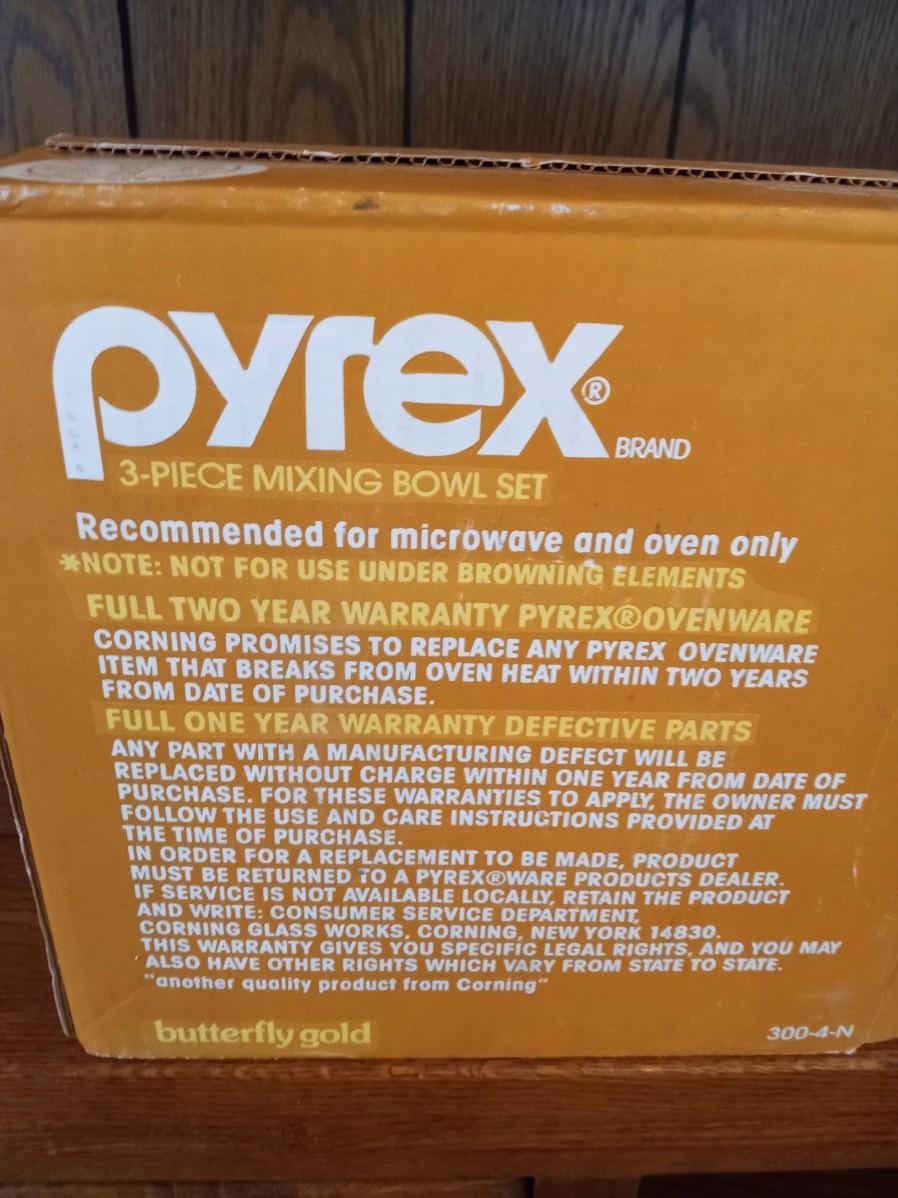 pyrex®
BRAND
3-PIECE MIXING BOWL SET
Recommended for microwave and oven only
*NOTE: NOT FOR USE UNDER BROWNING ELEMENTS
FULL TWO YEAR WARRANTY PYREX®OVENWARE
CORNING PROMISES TO REPLACE ANY PYREX OVENWARE
ITEM THAT BREAKS FROM OVEN HEAT WITHIN TWO YEARS
FROM DATE OF PURCHASE.
FULL ONE YEAR WARRANTY DEFECTIVE PARTS
ANY PART WITH A MANUFACTURING DEFECT WILL BE
REPLACED WITHOUT CHARGE WITHIN ONE YEAR FROM DATE OF
PURCHASE. FOR THESE WARRANTIES TO APPLY, THE OWNER MUST
FOLLOW THE USE AND CARE INSTRUCTIONS PROVIDED AT
THE TIME OF PURCHASE.
IN ORDER FOR A REPLACEMENT TO BE MADE, PRODUCT
MUST BE RETURNED TO A PYREX®WARE PRODUCTS DEALER.
IF SERVICE IS NOT AVAILABLE LOCALLY, RETAIN THE PRODUCT
AND WRITE: CONSUMER SERVICE DEPARTMENT,
CORNING GLASS WORKS, CORNING, NEW YORK 14830.
THIS WARRANTY GIVES YOU SPECIFIC LEGAL RIGHTS, AND YOU MAY
ALSO HAVE OTHER RIGHTS WHICH VARY FROM STATE TO STATE.
"another quality product from Corning"
butterfly gold
300-4-N